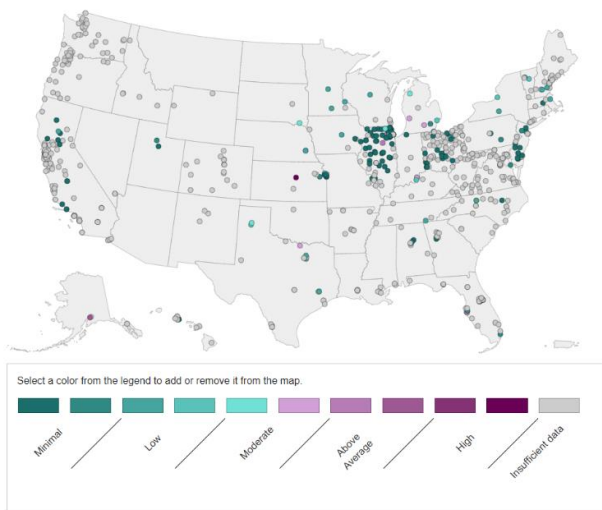 Select a color from the legend to add or remove it from the map.
Minimal
Low
Moderate
Above
Average
High
Insufficient data